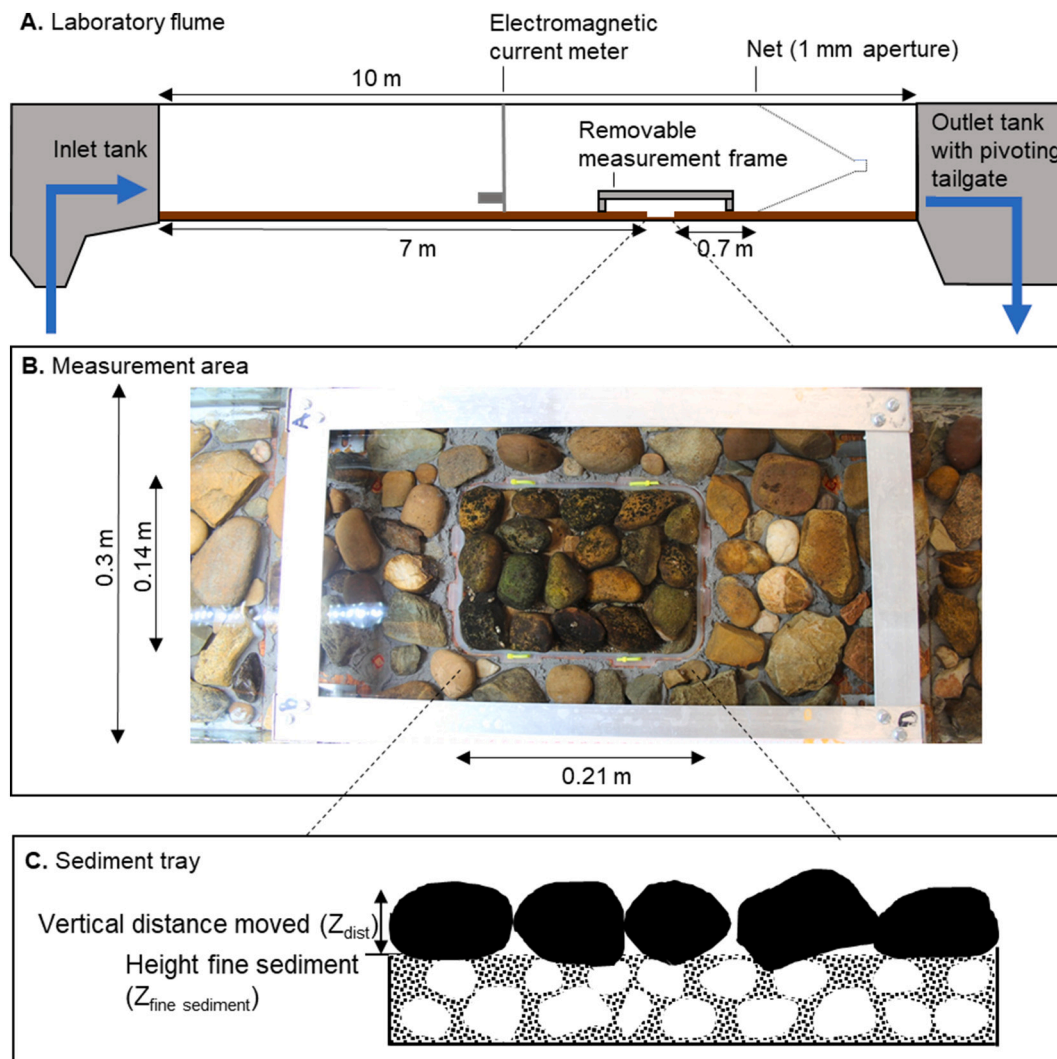 A. Laboratory flume
Electromagnetic
current meter
Net (1 mm aperture)
10 m
Inlet tank
Removable
measurement frame
Outlet tank
with pivoting
tailgate
7 m
0.7 m
B. Measurement area
A
0.3 m
0.14 m
0.21 m
C. Sediment tray
Vertical distance moved (Zdist)
Height fine sediment
(Zfine sediment)